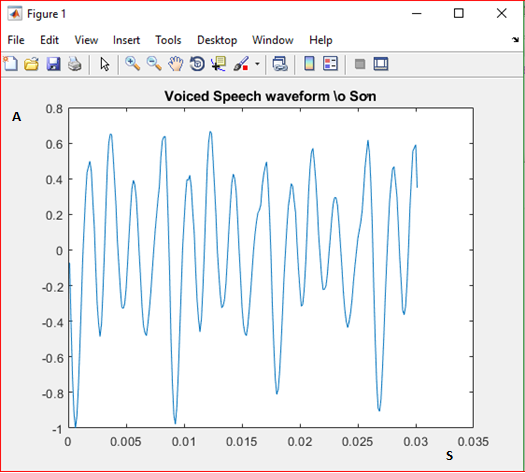 Figure 1
File Edit View Insert Tools Desktop Window Help
Voiced Speech waveform \o Sơn
A
0.8
0.6
0.4
0.2
0
-0.2
-0.4
-0.6
-0.8
-1
0 0.005 0.01 0.015 0.02 0.025 0.03 0.035
S